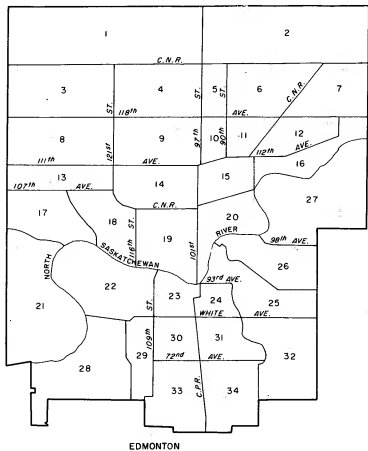 1
2
C.N.R.
3
4
5
6
7
ST.
ST.
ST.
C.N.R.
118th AVE.
8
9
10
11
12
121st
97th
90th
111th AVE.
112th AVE.
13
14
15
16
107th AVE.
C.N.R.
17
18
19
20
27
116th ST.
101st
RIVER
98th AVE.
NORTH SASKATCHEWAN
26
93rd AVE.
21
22
23
24
25
ST.
WHITE AVE.
109th
28
29
30
31
32
72nd AVE.
33
34
C.P.R.
EDMONTON